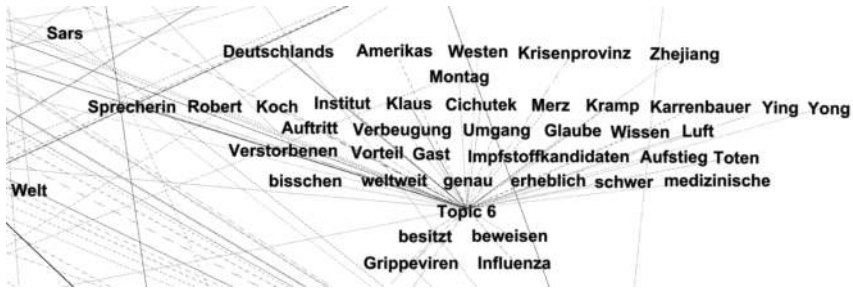 Sars
Deutschlands Amerikas Westen Krisenprovinz Zhejiang
Montag
Sprecherin Robert Koch Institut Klaus Cichutek Merz Kramp Karrenbauer Ying Yong
Auftritt Verbeugung Umgang Glaube Wissen Luft
Verstorbenen Vorteil Gast Impfstoffkandidaten Aufstieg Toten
bisschen weltweit genau erheblich schwer medizinische
Welt
Topic 6
besitzt beweisen
Grippeviren Influenza